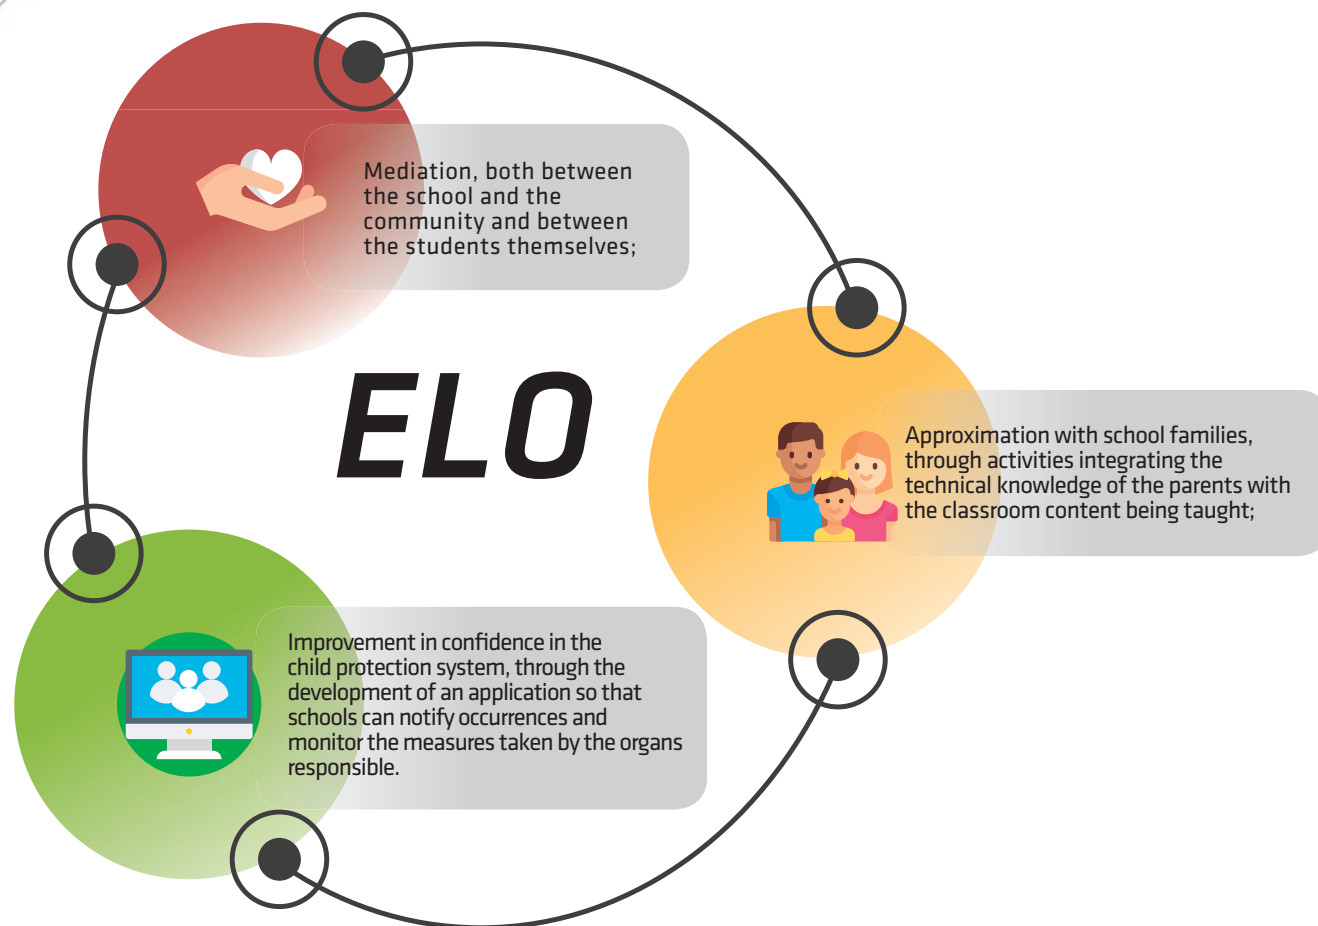 Mediation, both between
the school and the
community and between
the students themselves;
ELO
Approximation with school families,
through activities integrating the
technical knowledge of the parents with
the classroom content being taught;
Improvement in confidence in the
child protection system, through the
development of an application so that
schools can notify occurrences and
monitor the measures taken by the organs
responsible.